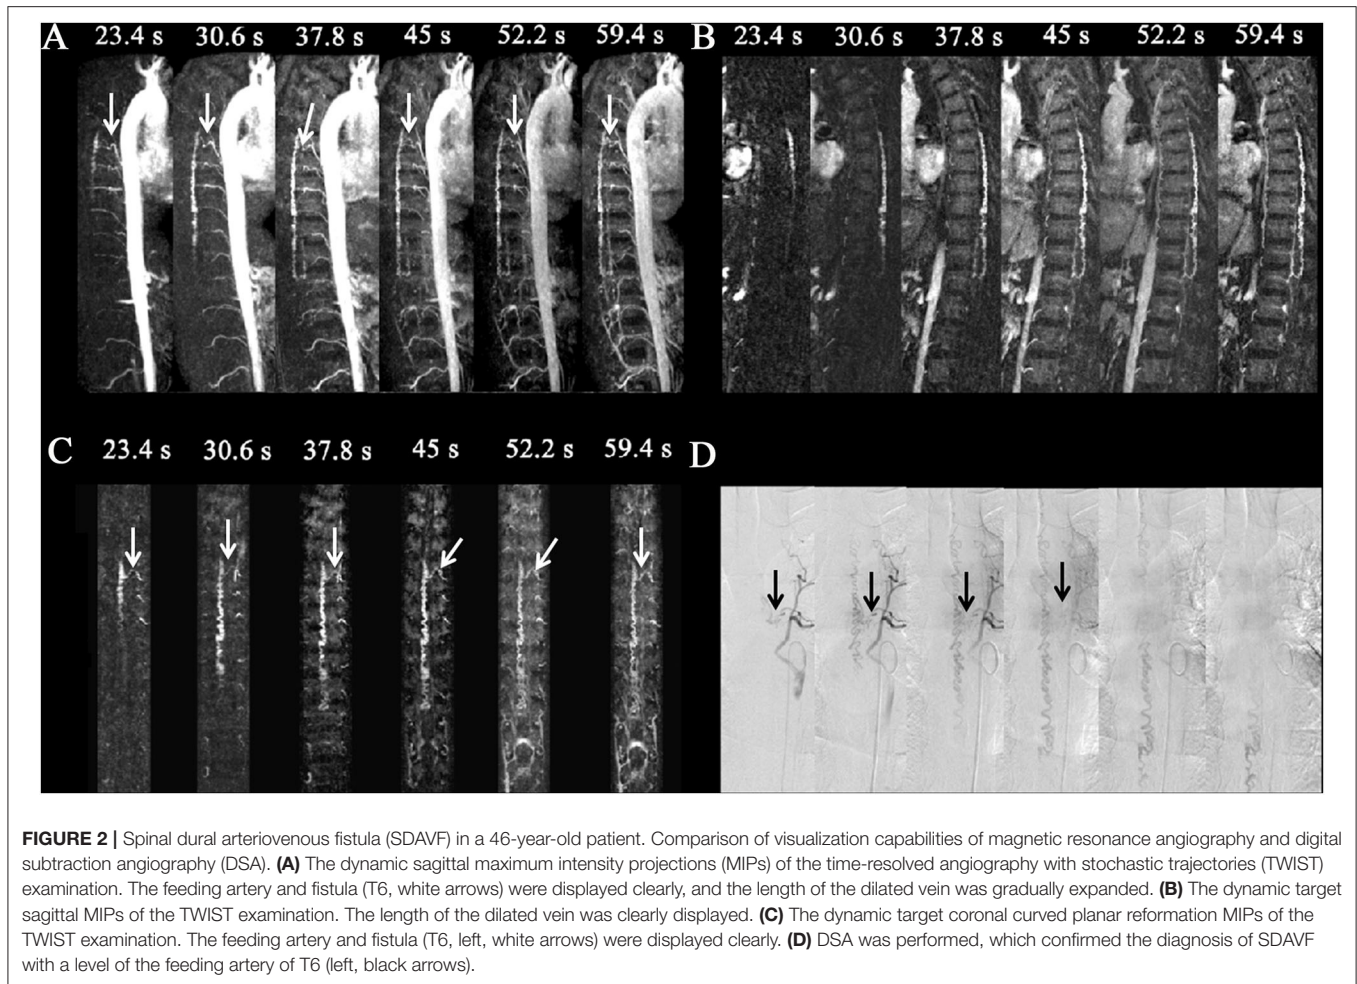 A 23.4 s 30.6 s 37.8 s 45 s 52.2 s 59.4 s
B 23.4 s 30.6 s 37.8 s 45 s 52.2 s 59.4 s
C 23.4 s 30.6 s 37.8 s 45 s 52.2 s 59.4 s
D
FIGURE 2 | Spinal dural arteriovenous fistula (SDAVF) in a 46-year-old patient. Comparison of visualization capabilities of magnetic resonance angiography and digital
subtraction angiography (DSA). (A) The dynamic sagittal maximum intensity projections (MIPs) of the time-resolved angiography with stochastic trajectories (TWIST)
examination. The feeding artery and fistula (T6, white arrows) were displayed clearly, and the length of the dilated vein was gradually expanded. (B) The dynamic target
sagittal MIPs of the TWIST examination. The length of the dilated vein was clearly displayed. (C) The dynamic target coronal curved planar reformation MIPs of the
TWIST examination. The feeding artery and fistula (T6, left, white arrows) were displayed clearly. (D) DSA was performed, which confirmed the diagnosis of SDAVF
with a level of the feeding artery of T6 (left, black arrows).